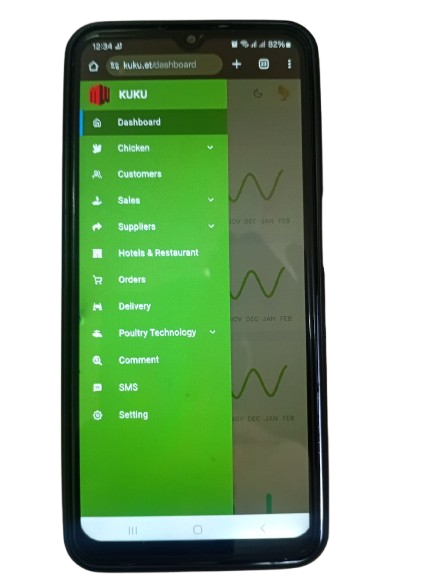 12:34 82%
kuku.et/dashboard
KUKU
Dashboard
Chicken
Customers
Sales
Suppliers
Hotels & Restaurant
Orders
Delivery
Poultry Technology
Comment
SMS
Setting
NOV DEC JAN FEB
NOV DEC JAN FEB
NOV DEC JAN FEB